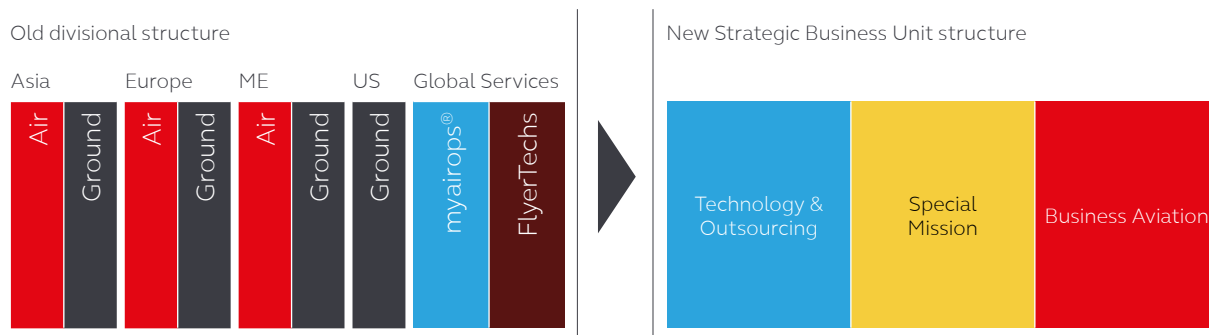 Old divisional structure
Asia
Europe
ME
US
Global Services
Air
Ground
Air
Ground
Air
Ground
Ground
myairops®
FlyerTechs
New Strategic Business Unit structure
Technology &
Outsourcing
Special
Mission
Business Aviation